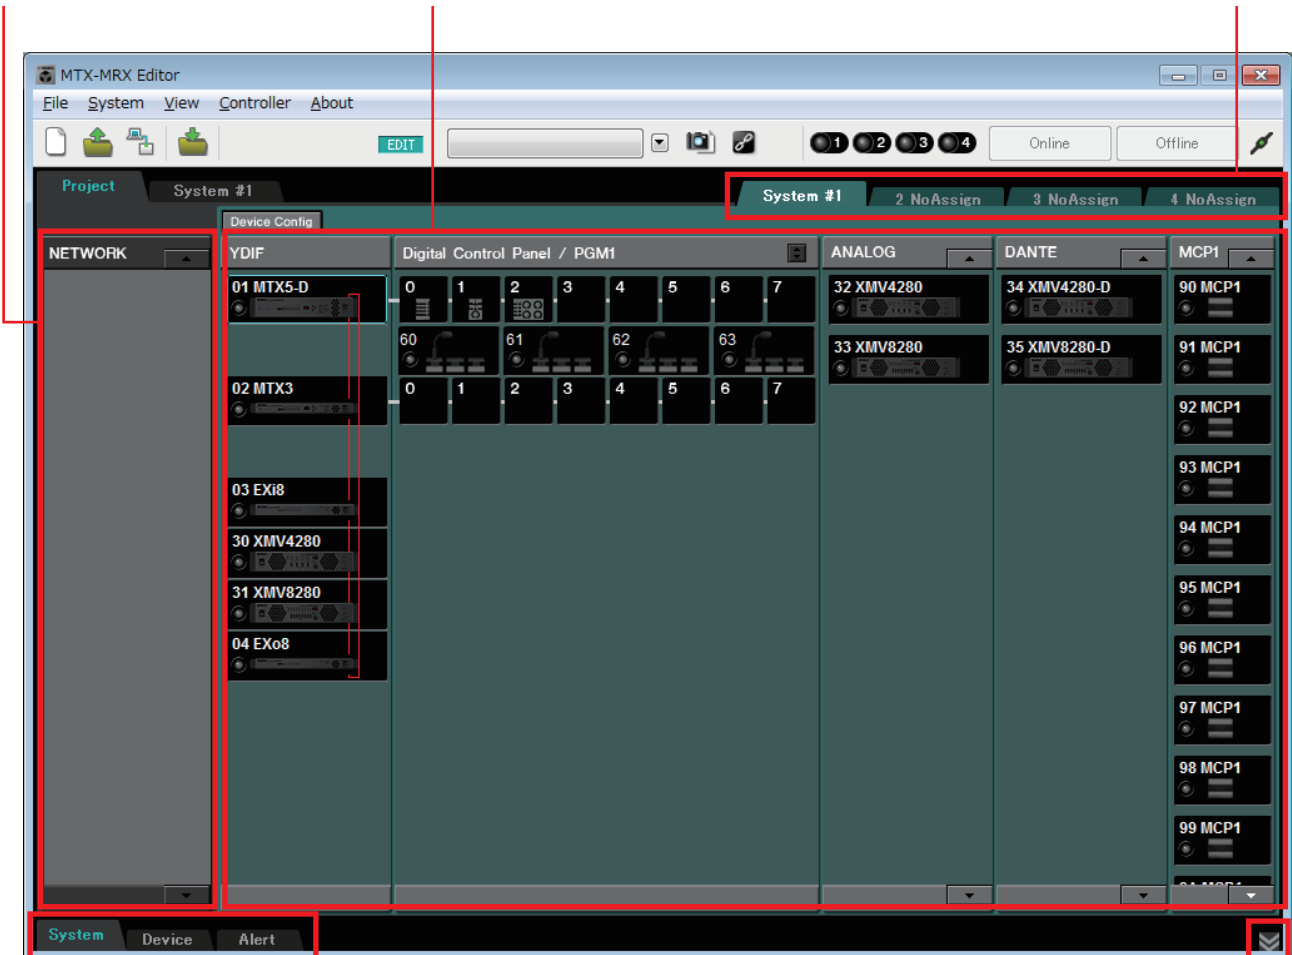 MTX-MRX Editor
File System View Controller About
EDIT
1 2 3 4
Online Offline
Project System #1
System #1 2 NoAssign 3 NoAssign 4 NoAssign
Device Config
NETWORK YDIF Digital Control Panel / PGM1 ANALOG DANTE MCP1
01 MTX5-D 0 1 2 3 4 5 6 7 32 XMV4280 34 XMV4280-D 90 MCP1
60 61 62 63 33 XMV8280 35 XMV8280-D 91 MCP1
02 MTX3 0 1 2 3 4 5 6 7
92 MCP1
93 MCP1
03 EXi8
94 MCP1
30 XMV4280
95 MCP1
31 XMV8280
04 EXo8 96 MCP1
97 MCP1
98 MCP1
99 MCP1
System Device Alert